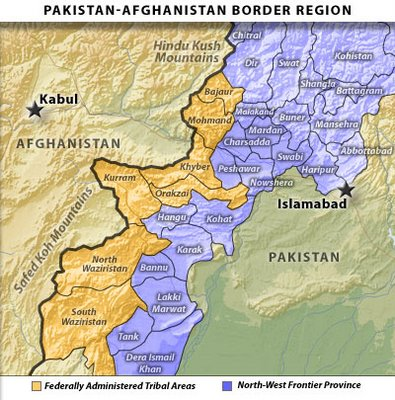 PAKISTAN-AFGHANISTAN BORDER REGION
Chitral
Hindu Kush
Mountains
Dir
Swat
Kohistan
Shangla
Battagram
Bajaur
Kabul
Mohmand
Malakand
Buner
Mansehra
Mardan
AFGHANISTAN
Charsadda
Swabi
Abbottabad
Khyber
Peshawar
Haripur
Kurram
Nowshera
Orakzai
Islamabad
Hangu
Kohat
Safed Koh Mountains
Karak
PAKISTAN
North
Waziristan
Bannu
Lakki
Marwat
South
Waziristan
Tank
Dera Ismail
Khan
Federally Administered Tribal Areas
North-West Frontier Province